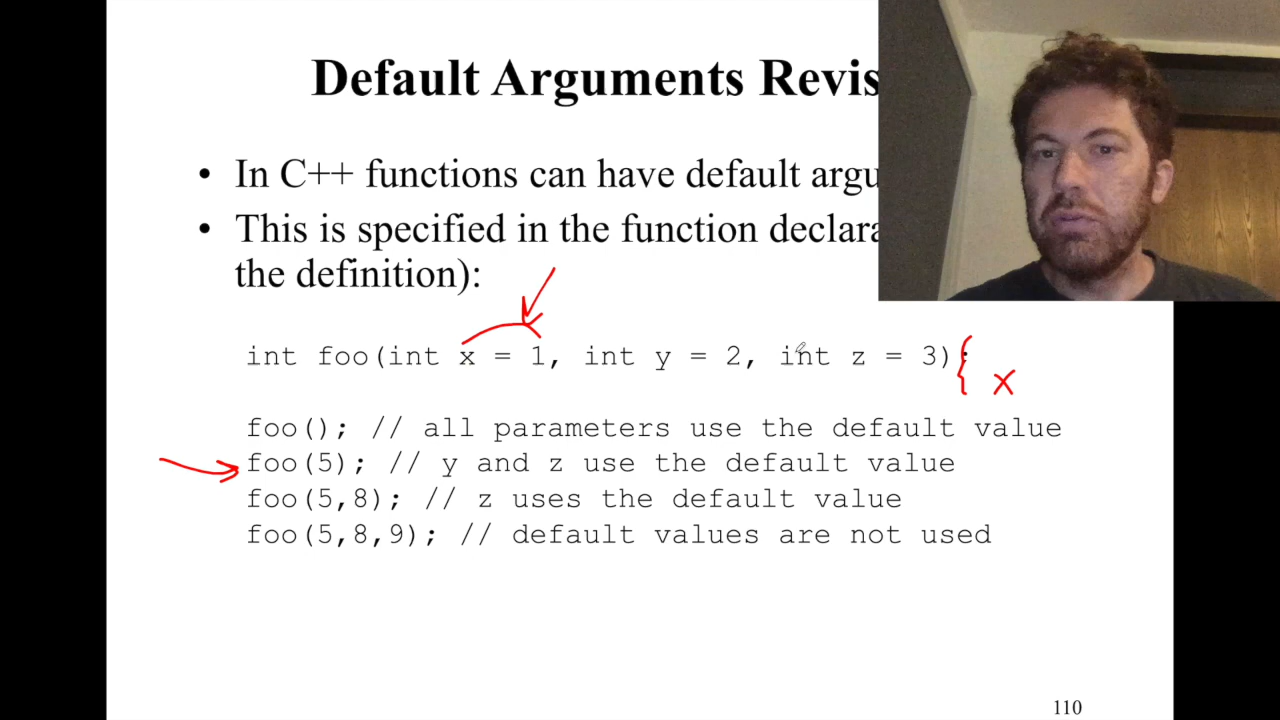 Default Arguments Revis
• In C++ functions can have default argu
• This is specified in the function declara
the definition):
int foo(int x = 1, int y = 2, int z = 3);
{ x
foo(); // all parameters use the default value
foo(5); // y and z use the default value
foo(5,8); // z uses the default value
foo(5,8,9); // default values are not used
110